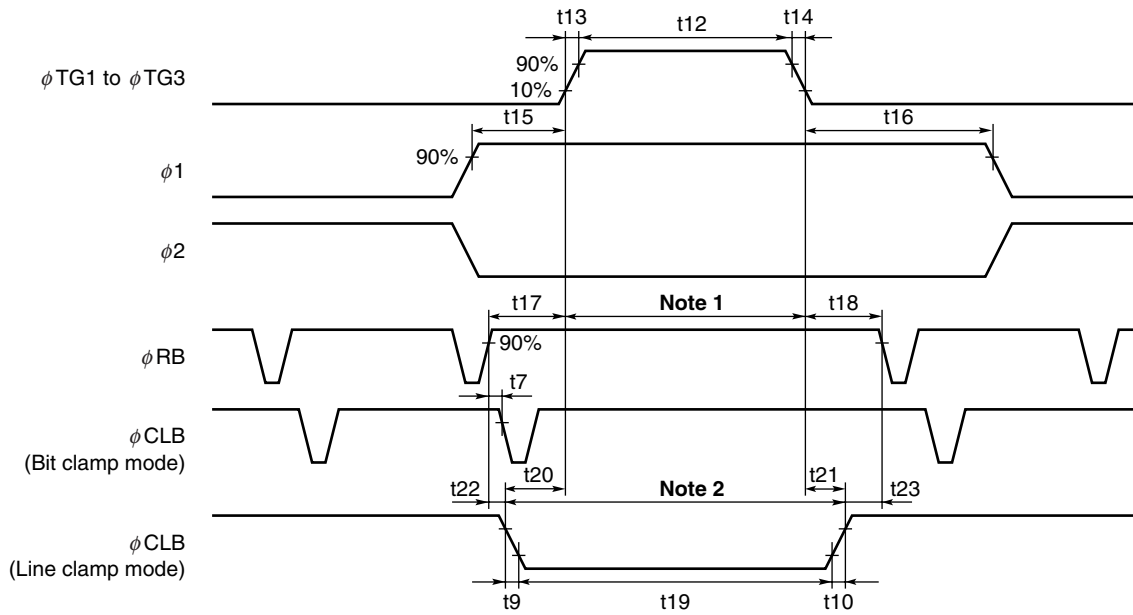 t13 t12 t14
φTG1 to φTG3
90%
10%
t15 t16
φ1
90%
φ2
t17 Note 1 t18
φRB
90%
t7
φCLB
(Bit clamp mode)
t20 t21
t22 Note 2 t23
φCLB
(Line clamp mode)
t9 t19 t10